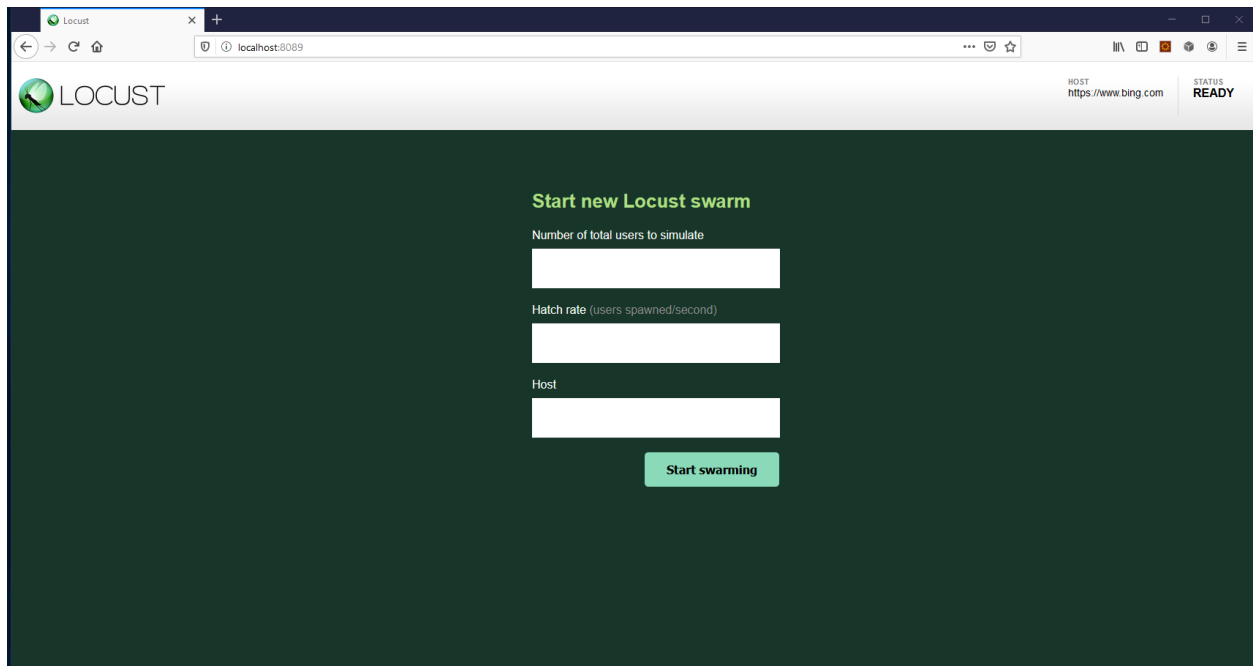 Locust
localhost:8089
LOCUST
HOST
https://www.bing.com
STATUS
READY
Start new Locust swarm
Number of total users to simulate
Hatch rate (users spawned/second)
Host
Start swarming